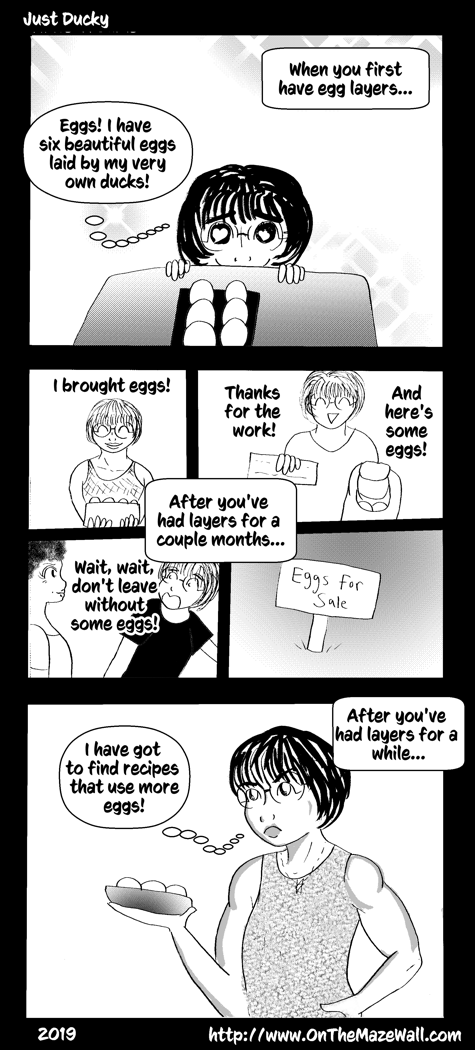 Just Ducky
When you first
have egg layers...
Eggs! I have
six beautiful eggs
laid by my very
own ducks!
I brought eggs!
Thanks
for the
work!
And
here's
some
eggs!
After you've
had layers for a
couple months...
Wait, wait,
don't leave
without
some eggs!
Eggs For
Sale
After you've
had layers for a
while...
I have got
to find recipes
that use more
eggs!
2019
http://www.OnTheMazeWall.com